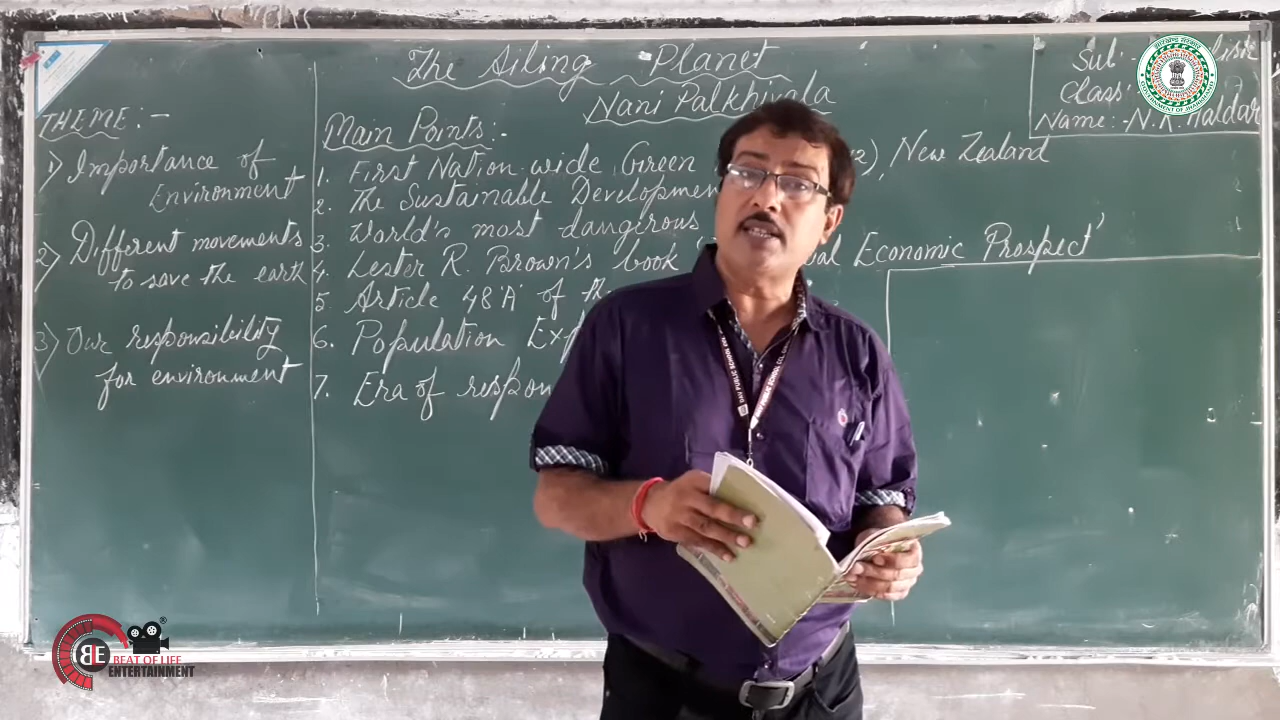 The Ailing Planet
Nani Palkhivala
Sub:-
Class:
Name:- N. K. Haldar
THEME:-
1) Importance of
Environment
2) Different movements
to save the earth
3) Our responsibility
for environment
Main Points:-
1. First Nation-wide Green 2), New Zealand
2. The Sustainable Developmen
3. World's most dangerous
4. Lester R. Brown's book ' al Economic Prospect'
5. Article 48 'A' of th
6. Population Exp
7. Era of respon
BEAT OF LIFE
ENTERTAINMENT